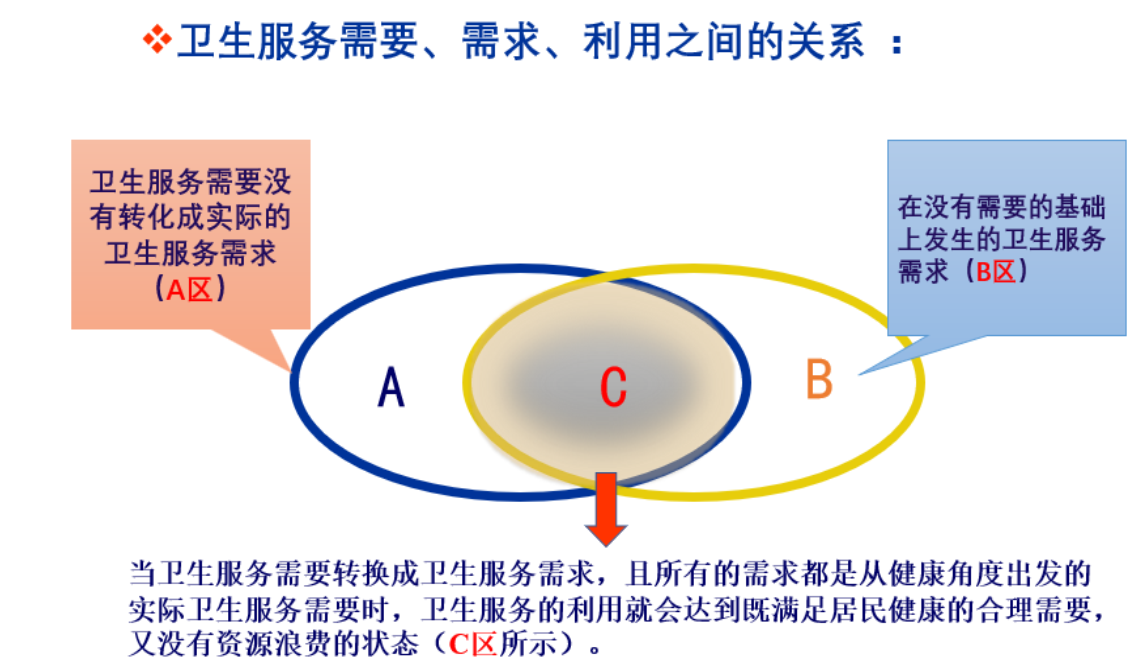 ❖卫生服务需要、需求、利用之间的关系 :
卫生服务需要没
有转化成实际的
卫生服务需求
（A区）
在没有需要的基础
上发生的卫生服务
需求（B区）
A
C
B
当卫生服务需要转换成卫生服务需求，且所有的需求都是从健康角度出发的
实际卫生服务需要时，卫生服务的利用就会达到既满足居民健康的合理需要，
又没有资源浪费的状态（C区所示）。